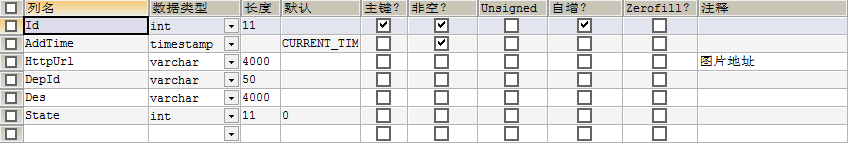 列名 数据类型 长度 默认 主键? 非空? Unsigned 自增? Zerofill? 注释
Id int 11
AddTime timestamp CURRENT_TIM
HttpUrl varchar 4000 图片地址
DepId varchar 50
Des varchar 4000
State int 11 0